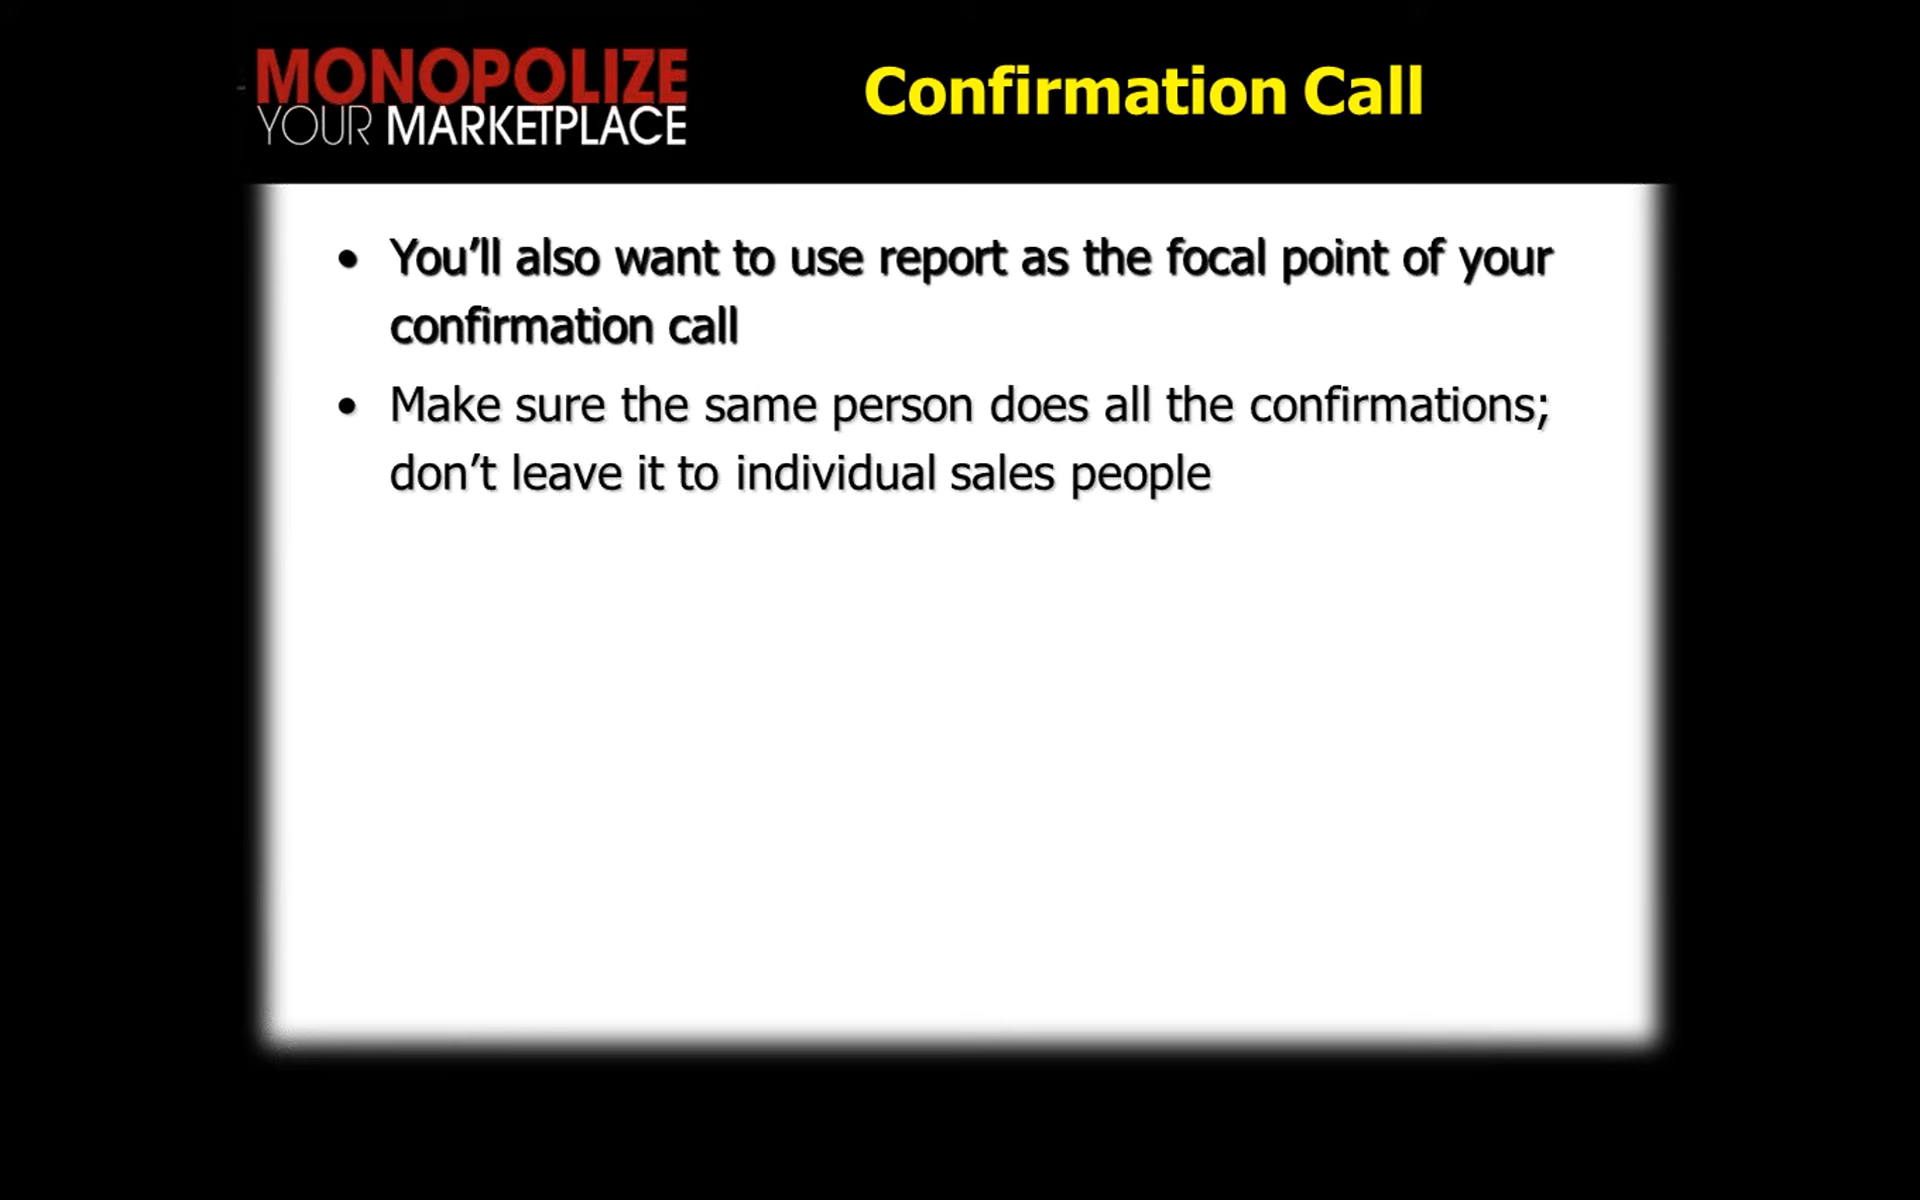 MONOPOLIZE
YOUR MARKETPLACE
Confirmation Call
• You’ll also want to use report as the focal point of your
confirmation call
• Make sure the same person does all the confirmations;
don’t leave it to individual sales people